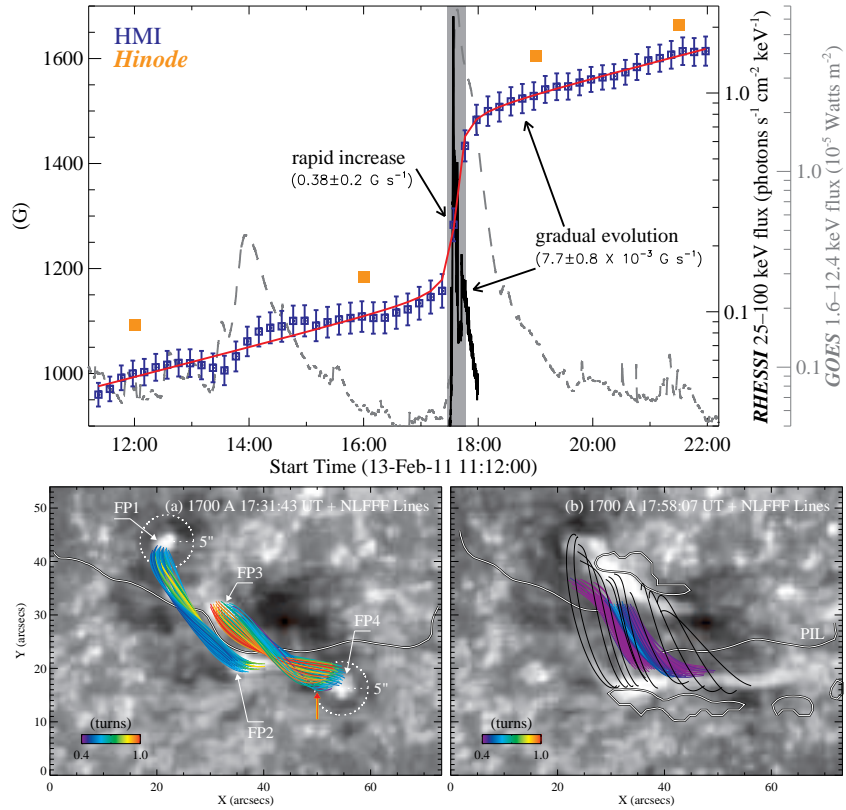 HMI
Hinode
(G)
1600
1400
1200
1000
rapid increase
(0.38±0.2 G s⁻¹)
gradual evolution
(7.7±0.8 X 10⁻³ G s⁻¹)
1.0
0.1
RHESSI 25–100 keV flux (photons s⁻¹ cm⁻² keV⁻¹)
1.0
0.1
GOES 1.6–12.4 keV flux (10⁻⁵ Watts m⁻²)
12:00 14:00 16:00 18:00 20:00 22:00
Start Time (13-Feb-11 11:12:00)
(a) 1700 A 17:31:43 UT + NLFFF Lines
FP1
5"
FP3
FP4
5"
FP2
(turns)
0.4 1.0
Y (arcsecs)
50
40
30
20
10
0
0 20 40 60
X (arcsecs)
(b) 1700 A 17:58:07 UT + NLFFF Lines
PIL
(turns)
0.4 1.0
0 20 40 60
X (arcsecs)